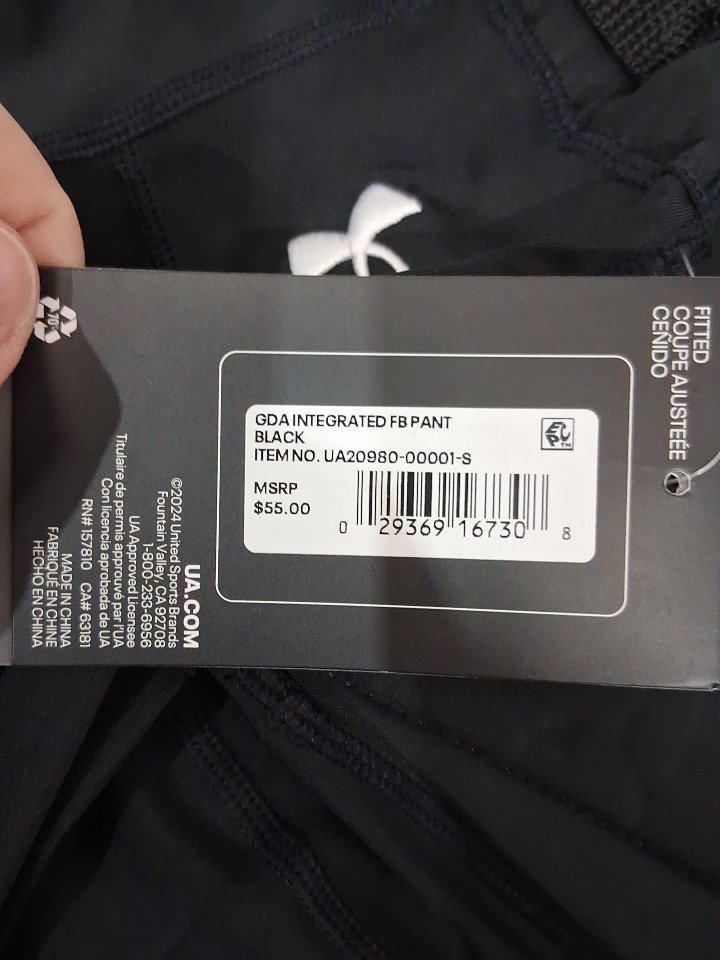 GDA INTEGRATED FB PANT
BLACK
ITEM NO. UA20980-00001-S
MSRP
$55.00
0 29369 16730 8
FITTED
COUPE AJUSTÉE
CEÑIDO
UA.COM
©2024 United Sports Brands
Fountain Valley, CA 92708
1-800-233-6956
UA Approved Licensee
Titulaire de permis approuvé par l'UA
Con licencia aprobada de UA
RN# 157810 CA# 63181
MADE IN CHINA
FABRIQUÉ EN CHINE
HECHO EN CHINA